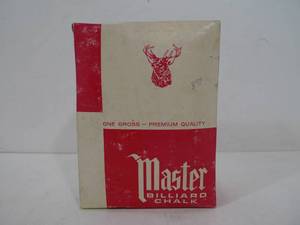 ONE GROSS — PREMIUM QUALITY
Master
BILLIARD
CHALK